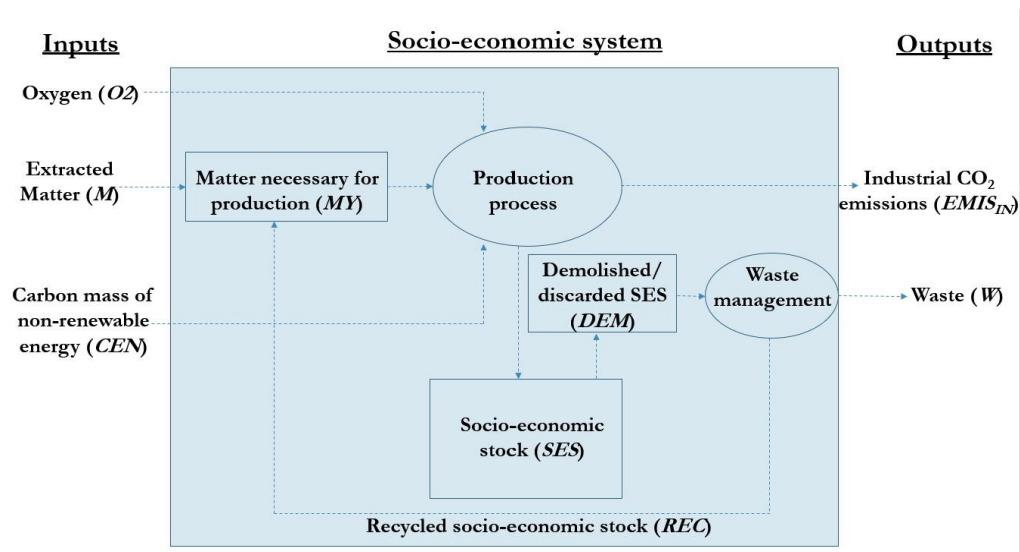 Inputs
Socio-economic system
Outputs
Oxygen (O2)
Extracted
Matter (M)
Matter necessary for
production (MY)
Production
process
Industrial CO₂
emissions (EMIS_IN)
Carbon mass of
non-renewable
energy (CEN)
Demolished/
discarded SES
(DEM)
Waste
management
Waste (W)
Socio-economic
stock (SES)
Recycled socio-economic stock (REC)